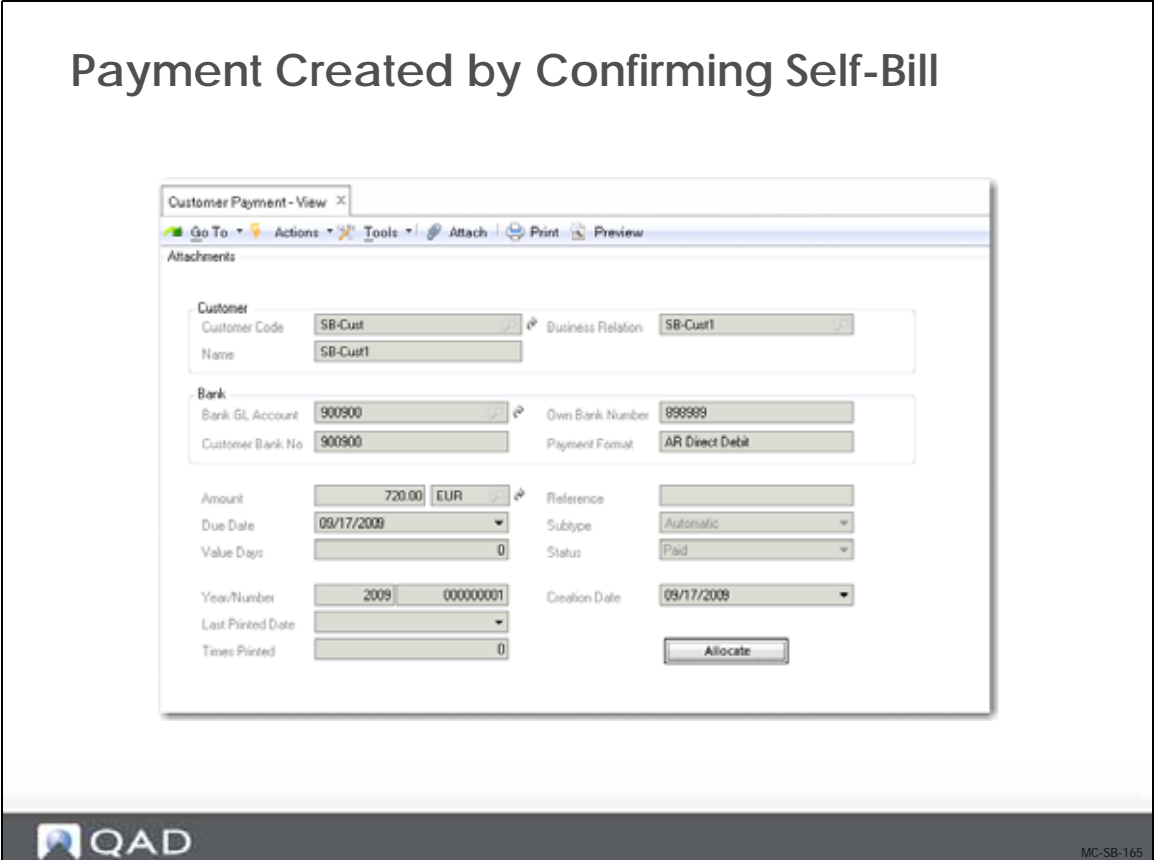 Payment Created by Confirming Self-Bill
Customer Payment - View
Go To Actions Tools Attach Print Preview
Attachments
Customer
Customer Code SB-Cust Business Relation SB-Cust1
Name SB-Cust1
Bank
Bank GL Account 900900 Own Bank Number 898989
Customer Bank No 900900 Payment Format AR Direct Debit
Amount 720.00 EUR Reference
Due Date 09/17/2009 Subtype Automatic
Value Days 0 Status Paid
Year/Number 2009 000000001 Creation Date 09/17/2009
Last Printed Date
Times Printed 0 Allocate
QAD
MC-SB-165